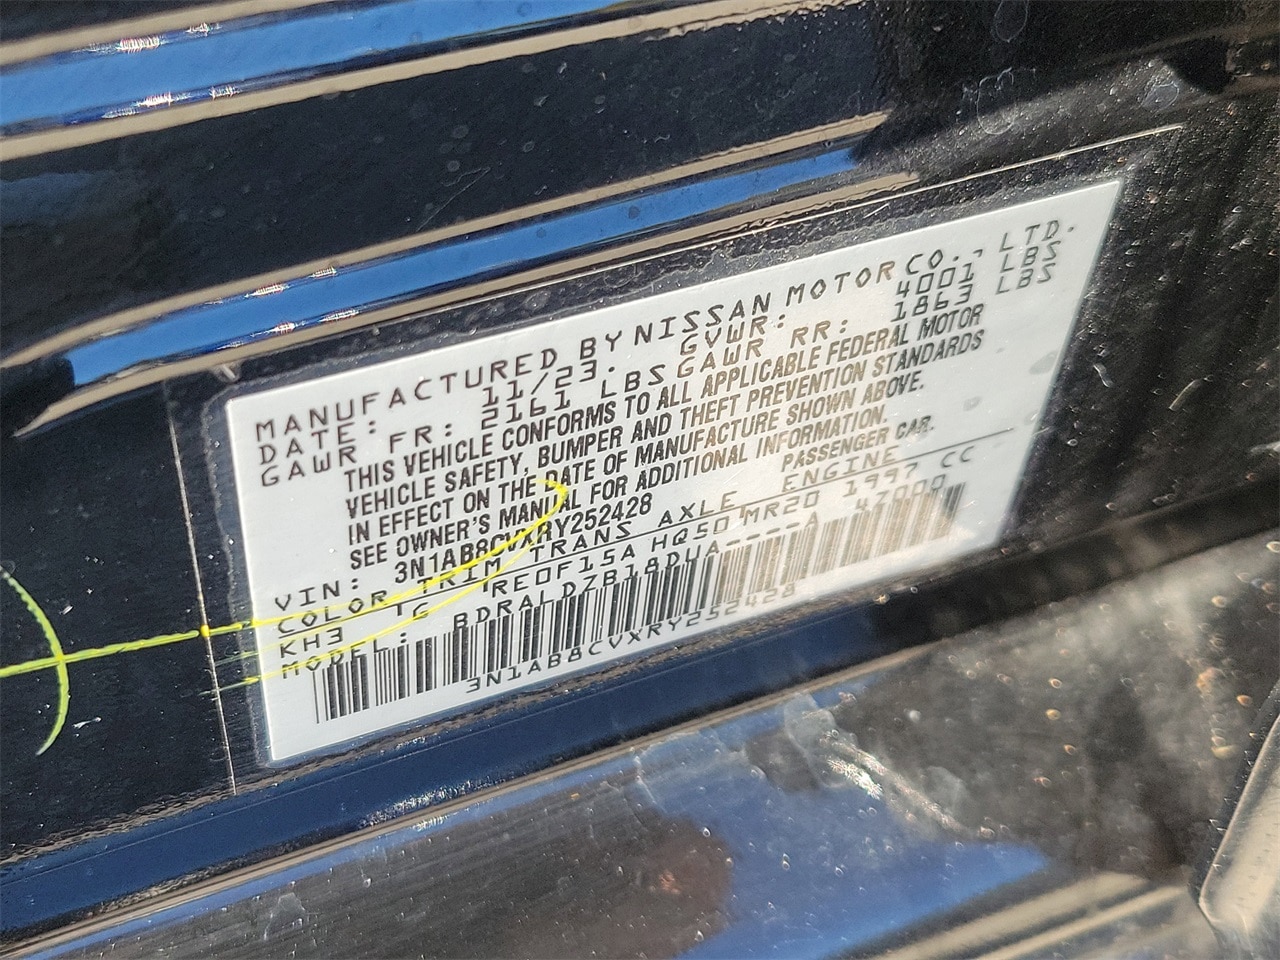 MANUFACTURED BY NISSAN MOTOR CO., LTD.
DATE: 11/23. GVWR: 4001 LBS
GAWR FR: 2161 LBS GAWR RR: 1863 LBS
THIS VEHICLE CONFORMS TO ALL APPLICABLE FEDERAL MOTOR
VEHICLE SAFETY, BUMPER AND THEFT PREVENTION STANDARDS
IN EFFECT ON THE DATE OF MANUFACTURE SHOWN ABOVE.
SEE OWNER'S MANUAL FOR ADDITIONAL INFORMATION.
VIN: 3N1AB8CVXRY252428 PASSENGER CAR.
COLOR TRIM TRANS AXLE ENGINE
KH3 G RE0F15A HQ50 MR20 1997 CC
MODEL: BDRALDZB18DUA----A 47000
3N1AB8CVXRY252428